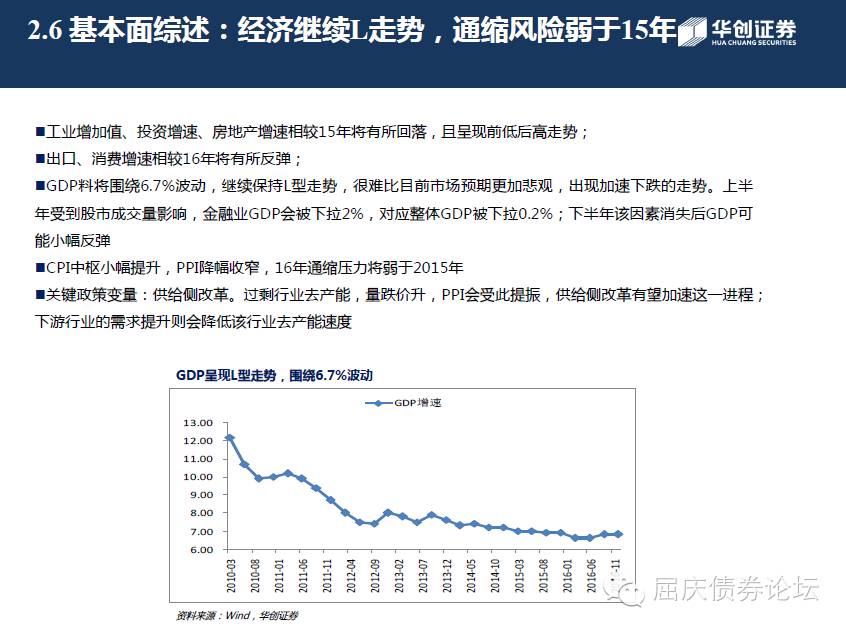 2.6 基本面综述：经济继续L走势，通缩风险弱于15年
华创证券
HUA CHUANG SECURITIES
■工业增加值、投资增速、房地产增速相较15年将有所回落，且呈现前低后高走势；
■出口、消费增速相较16年将有所反弹；
■GDP料将围绕6.7%波动，继续保持L型走势，很难比目前市场预期更加悲观，出现加速下跌的走势。上半
年受到股市成交量影响，金融业GDP会被下拉2%，对应整体GDP被下拉0.2%；下半年该因素消失后GDP可
能小幅反弹
■CPI中枢小幅提升，PPI降幅收窄，16年通缩压力将弱于2015年
■关键政策变量：供给侧改革。过剩行业去产能，量跌价升，PPI会受此提振，供给侧改革有望加速这一进程；
下游行业的需求提升则会降低该行业去产能速度
GDP呈现L型走势，围绕6.7%波动
GDP增速
13.00
12.00
11.00
10.00
9.00
8.00
7.00
6.00
2010-03
2010-08
2011-01
2011-06
2011-11
2012-04
2012-09
2013-02
2013-07
2013-12
2014-05
2014-10
2015-03
2015-08
2016-01
2016-06
-11
屈庆债券论坛
资料来源：Wind，华创证券